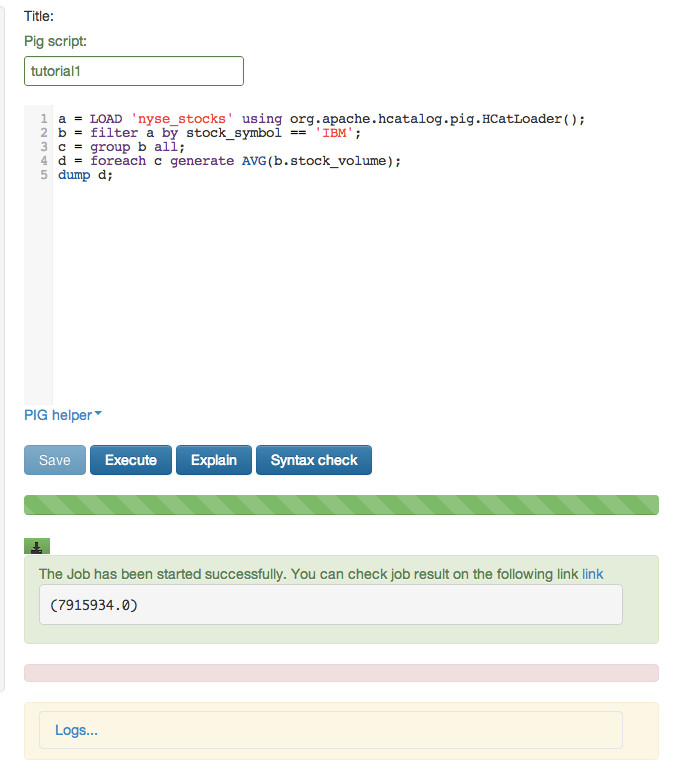 Title:
Pig script:
tutorial1
1 a = LOAD 'nyse_stocks' using org.apache.hcatalog.pig.HCatLoader();
2 b = filter a by stock_symbol == 'IBM';
3 c = group b all;
4 d = foreach c generate AVG(b.stock_volume);
5 dump d;
PIG helper
Save Execute Explain Syntax check
The Job has been started successfully. You can check job result on the following link link
(7915934.0)
Logs...